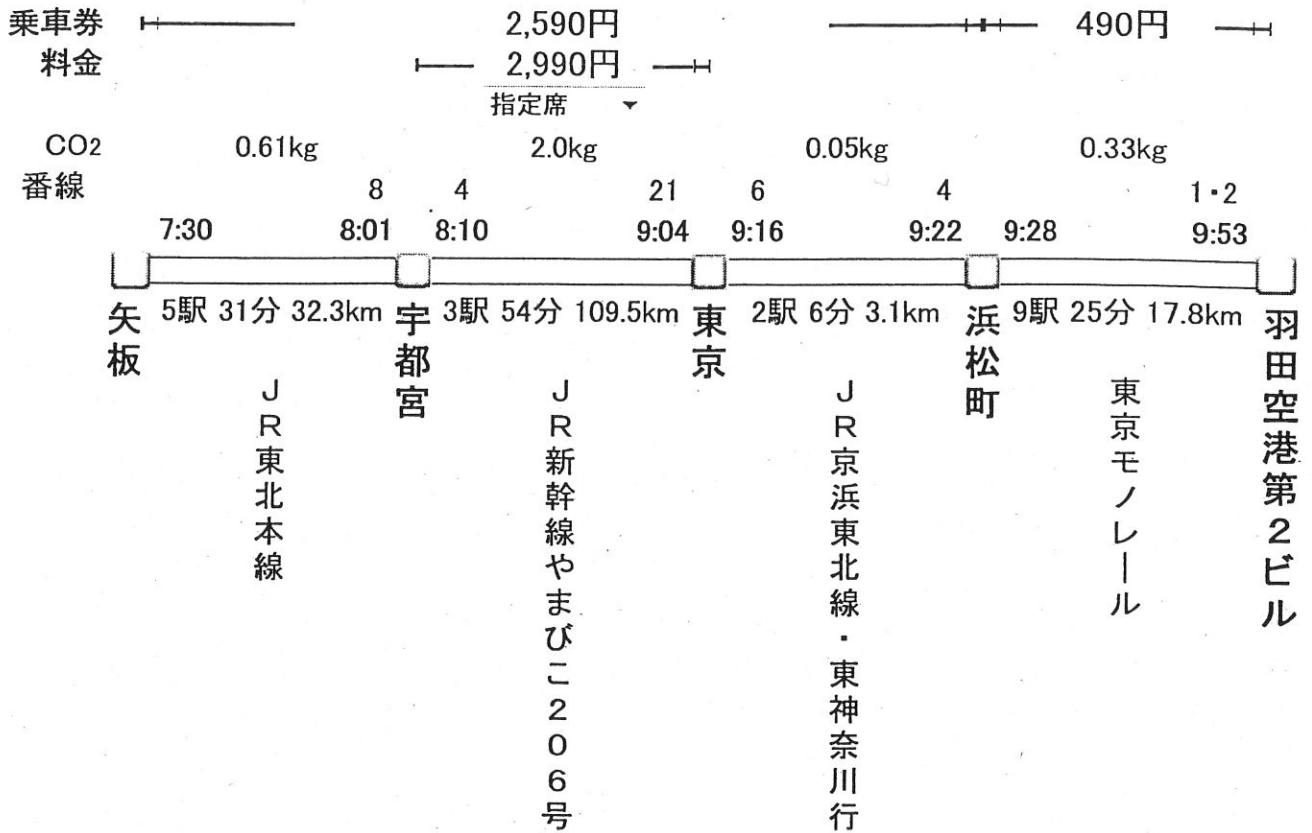 乗車券 2,590円 490円
料金 2,990円
指定席
CO2 0.61kg 2.0kg 0.05kg 0.33kg
番線 8 4 21 6 4 1・2
7:30 8:01 8:10 9:04 9:16 9:22 9:28 9:53
5駅 31分 32.3km 3駅 54分 109.5km 2駅 6分 3.1km 9駅 25分 17.8km
矢板
宇都宮
東京
浜松町
羽田空港第2ビル
JR東北本線
JR新幹線やまびこ206号
JR京浜東北線・東神奈川行
東京モノレール